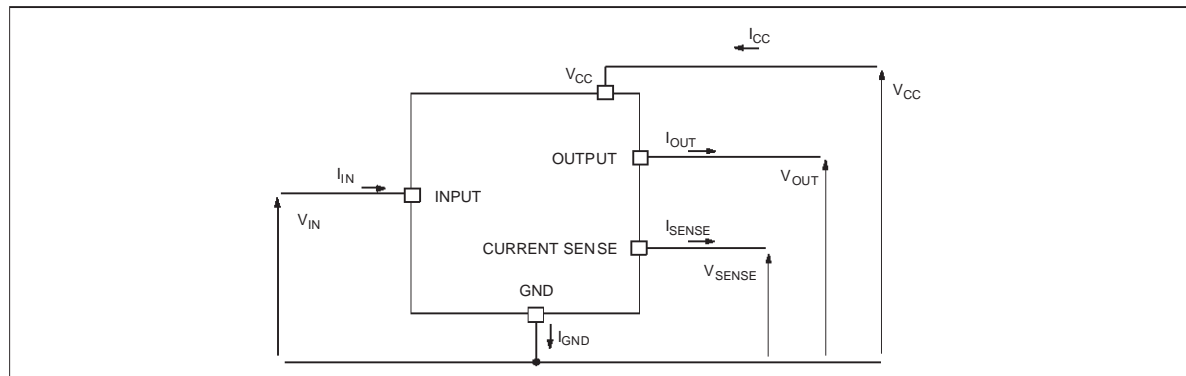 I_CC
V_CC
V_CC
I_OUT
OUTPUT
V_OUT
I_IN
INPUT
V_IN
I_SENSE
CURRENT SENSE
V_SENSE
GND
I_GND